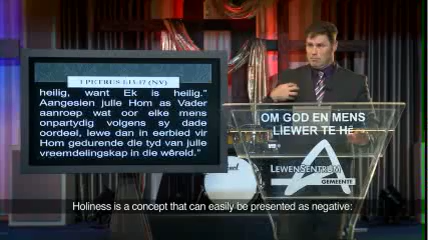 1 PETRUS 1:13-17 (NV)
heilig, want Ek is heilig."
Aangesien julle Hom as Vader
aanroep wat oor elke mens
onpartydig volgens sy dade
oordeel, lewe dan in eerbied vir
Hom gedurende die tyd van julle
vreemdelingskap in die wêreld."
OM GOD EN MENS
LIEWER TE HÊ
LEWENSENTRUM
GEMEENTE
Holiness is a concept that can easily be presented as negative: